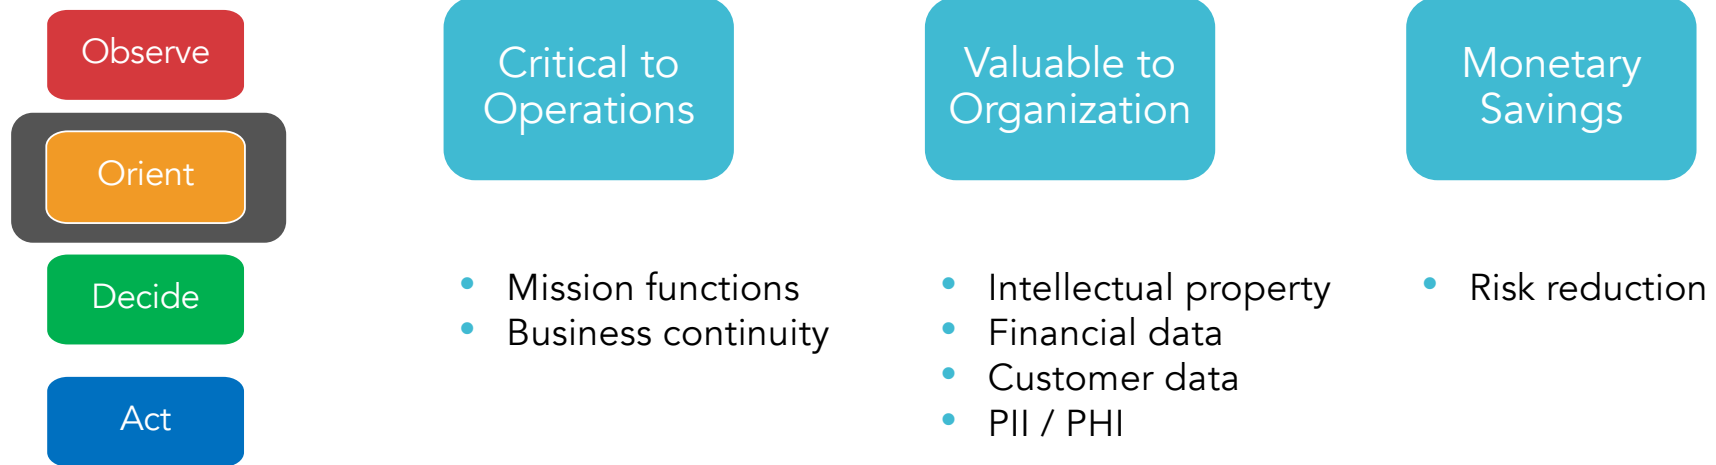 Observe
Orient
Decide
Act
Critical to
Operations
• Mission functions
• Business continuity
Valuable to
Organization
• Intellectual property
• Financial data
• Customer data
• PII / PHI
Monetary
Savings
• Risk reduction